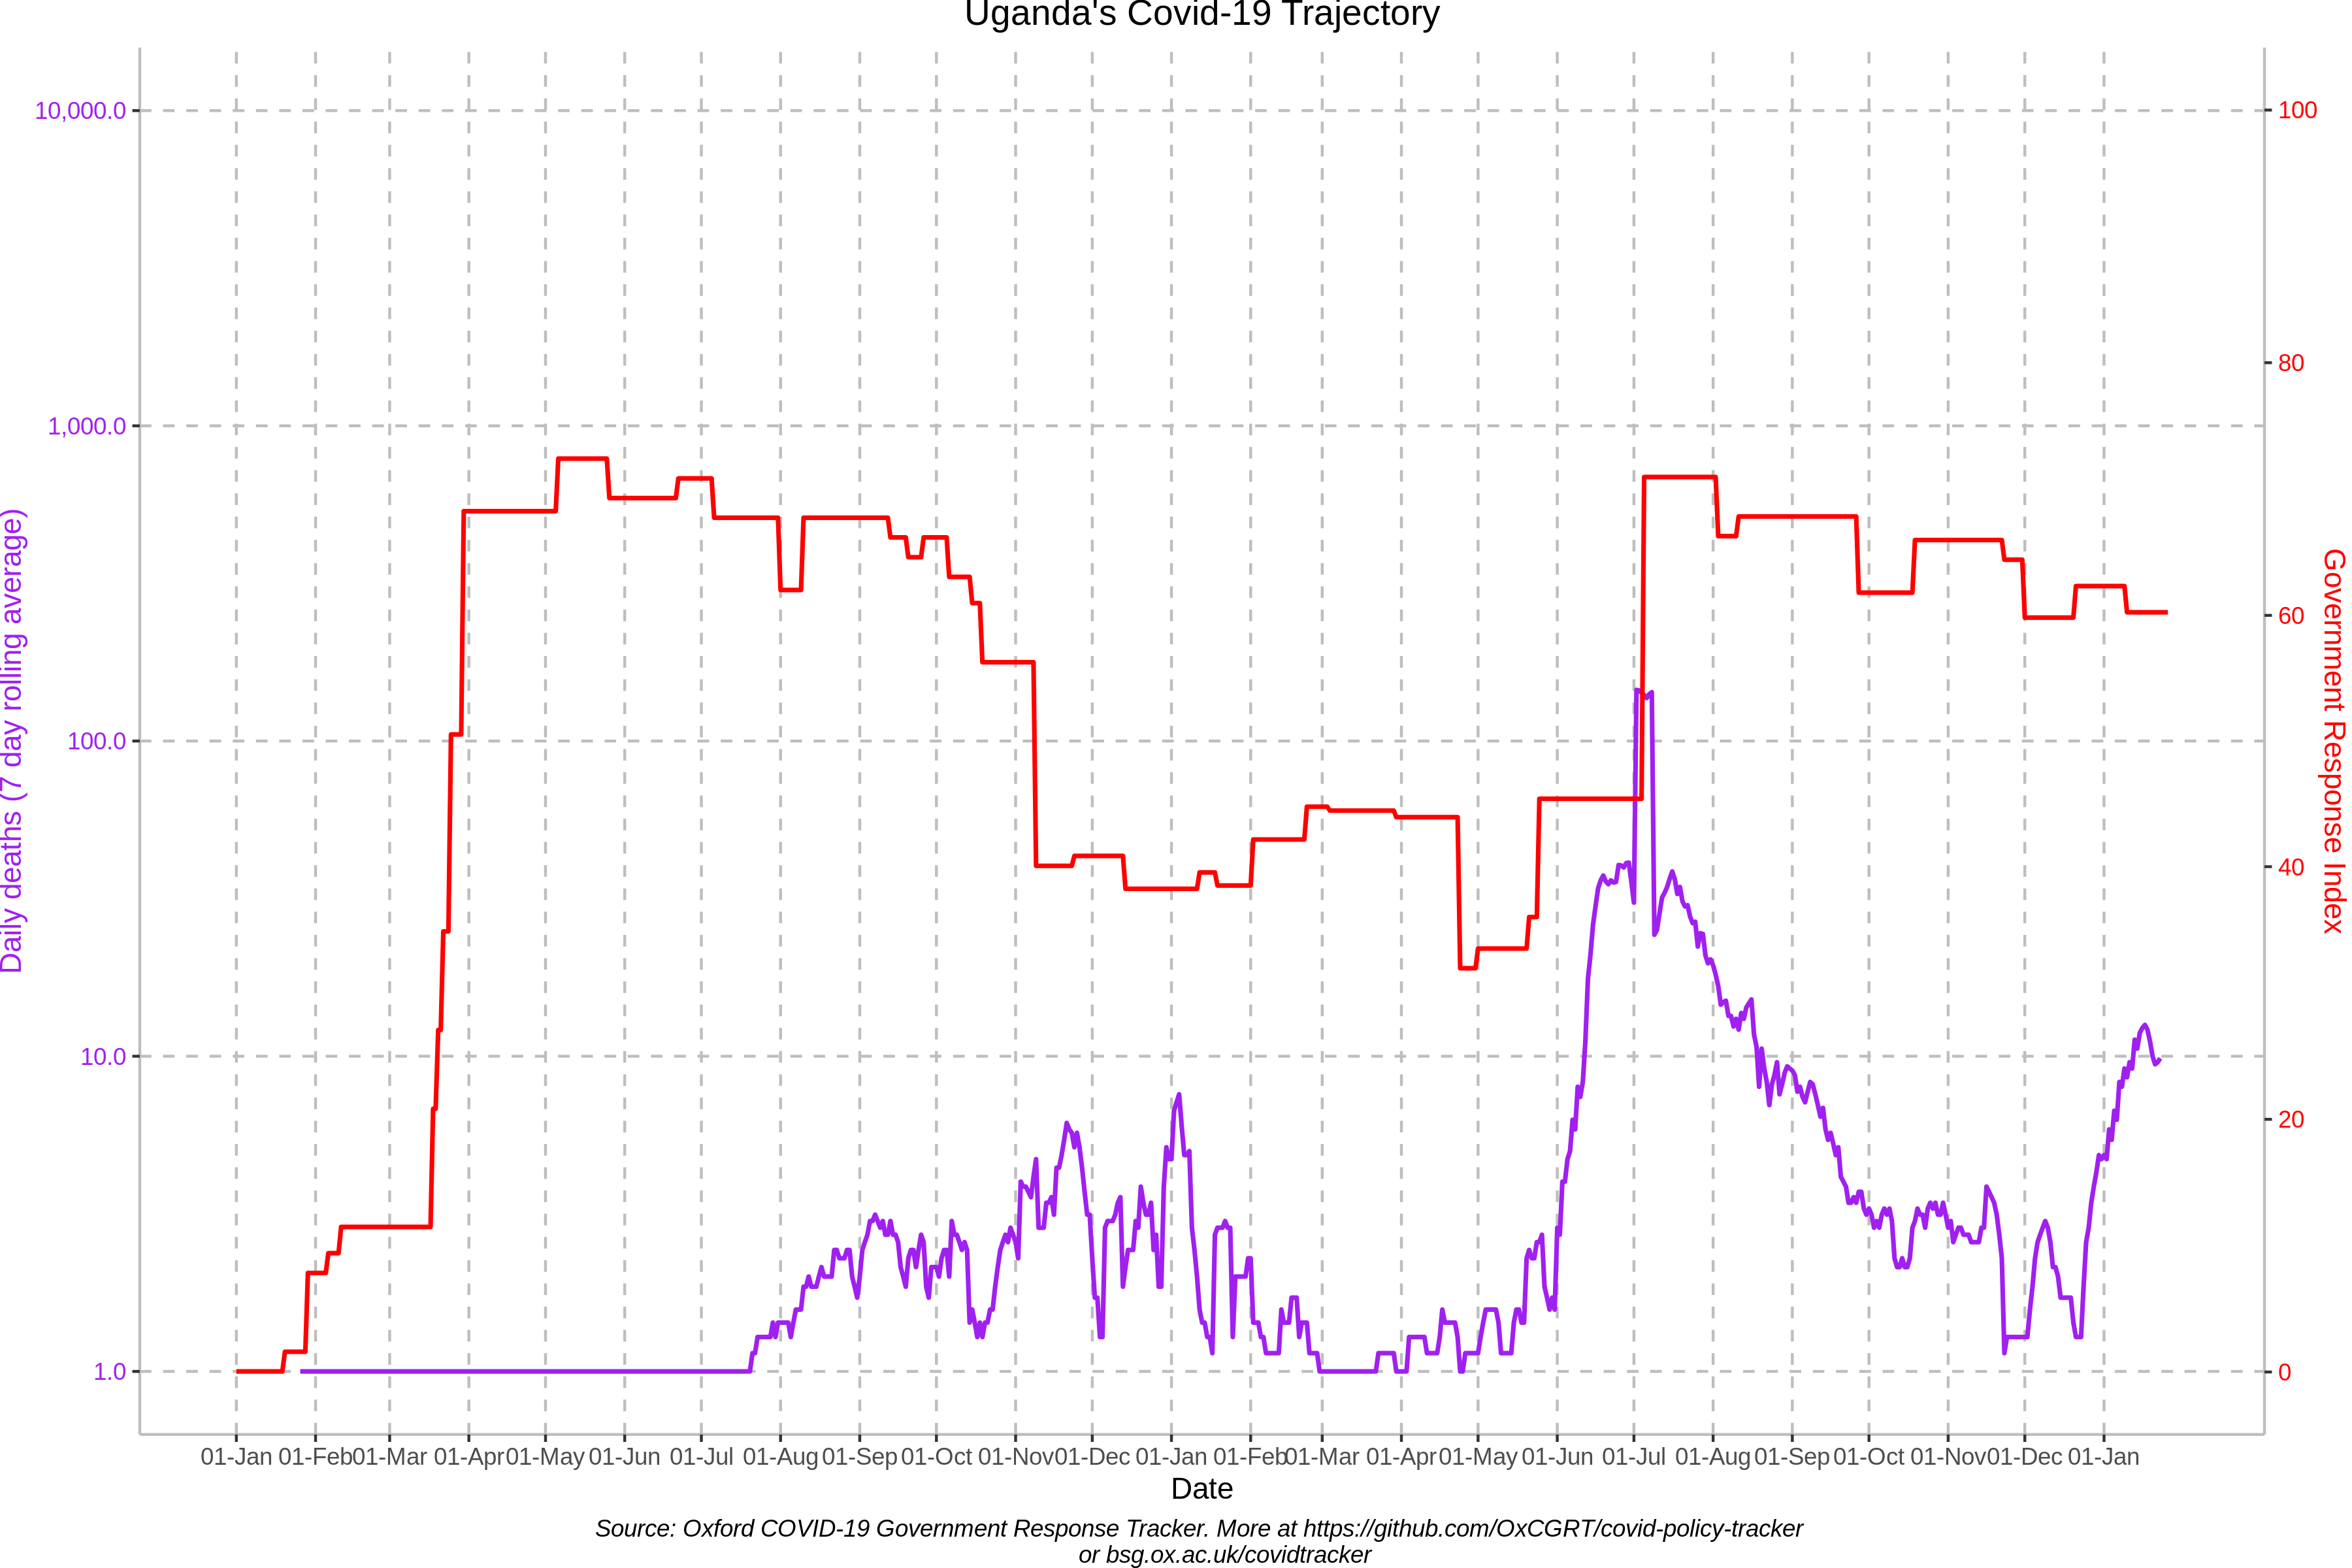 Uganda's Covid-19 Trajectory
10,000.0
1,000.0
100.0
10.0
1.0
Daily deaths (7 day rolling average)
100
80
60
40
20
0
Government Response Index
01-Jan 01-Feb 01-Mar 01-Apr 01-May 01-Jun 01-Jul 01-Aug 01-Sep 01-Oct 01-Nov 01-Dec 01-Jan 01-Feb 01-Mar 01-Apr 01-May 01-Jun 01-Jul 01-Aug 01-Sep 01-Oct 01-Nov 01-Dec 01-Jan
Date
Source: Oxford COVID-19 Government Response Tracker. More at https://github.com/OxCGRT/covid-policy-tracker
or bsg.ox.ac.uk/covidtracker